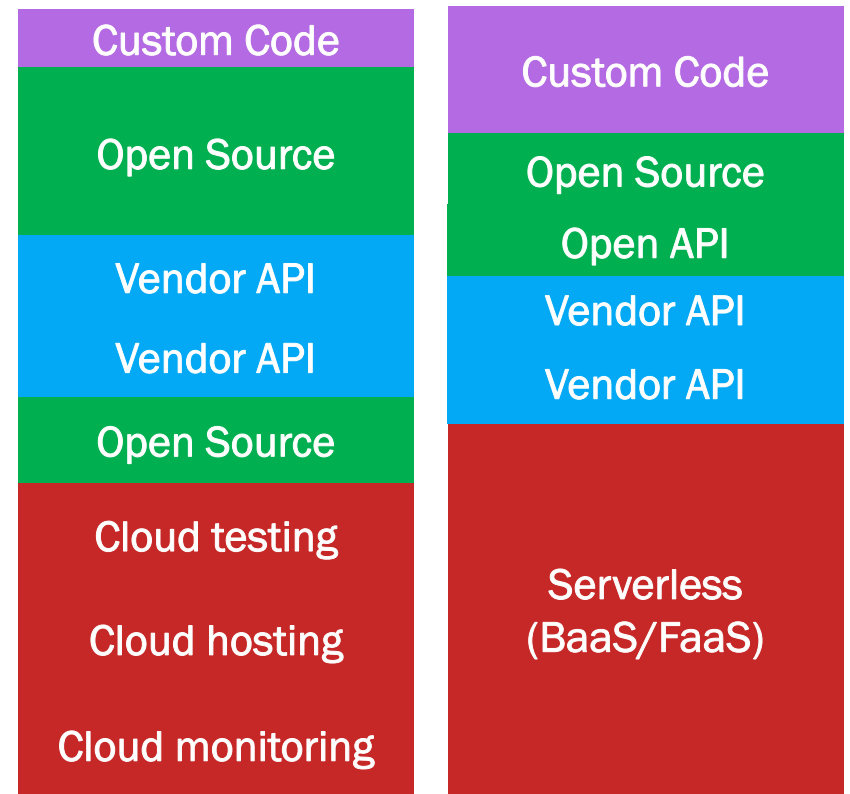 Custom Code
Open Source
Vendor API
Vendor API
Open Source
Cloud testing
Cloud hosting
Cloud monitoring
Custom Code
Open Source
Open API
Vendor API
Vendor API
Serverless
(BaaS/FaaS)